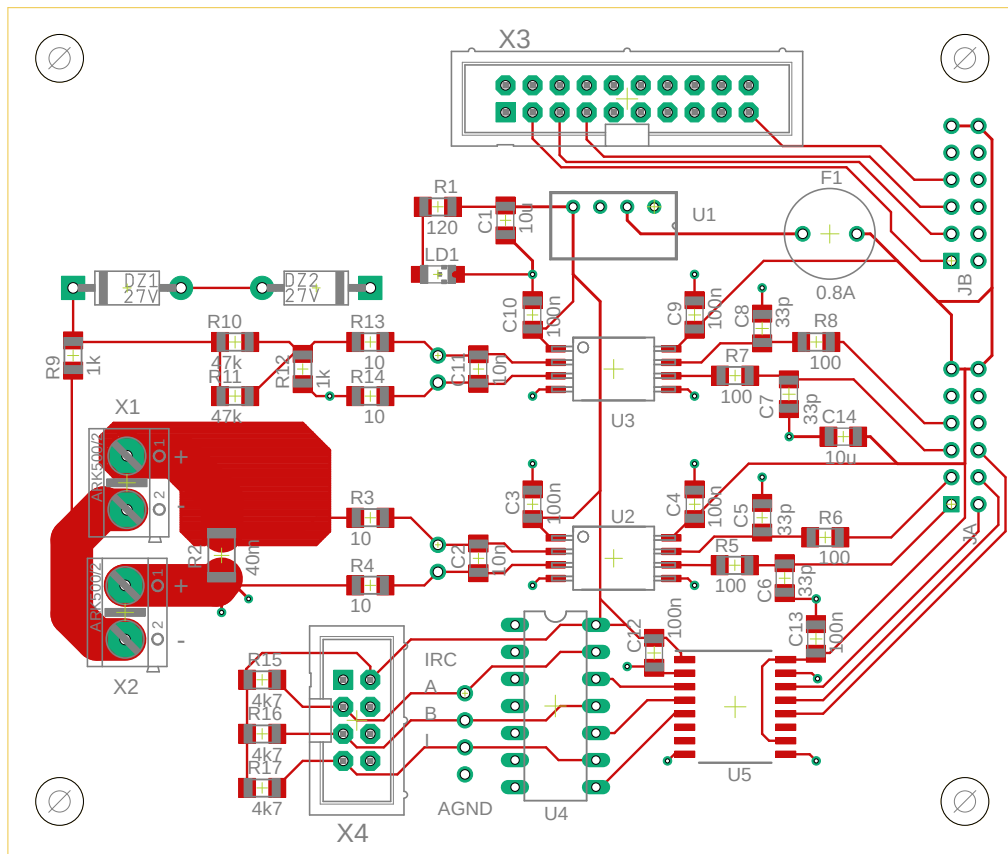 X3
R1
120
C1
10u
U1
F1
0.8A
JB
LD1
DZ1
27V
DZ2
27V
C10
100n
C9
100n
C8
33p
R8
100
R9
1k
R10
47k
R11
47k
R12
1k
R13
10
R14
10
C11
10n
U3
R7
100
C7
33p
C14
10u
X1
ARK500/2
1
2
+
-
R3
10
R4
10
C3
100n
C4
100n
C5
33p
R6
100
JA
R2
40m
C2
10n
U2
R5
100
C6
33p
ARK500/2
1
2
+
-
X2
C12
100n
C13
100n
IRC
A
B
I
AGND
R15
4k7
R16
4k7
R17
4k7
X4
U4
U5